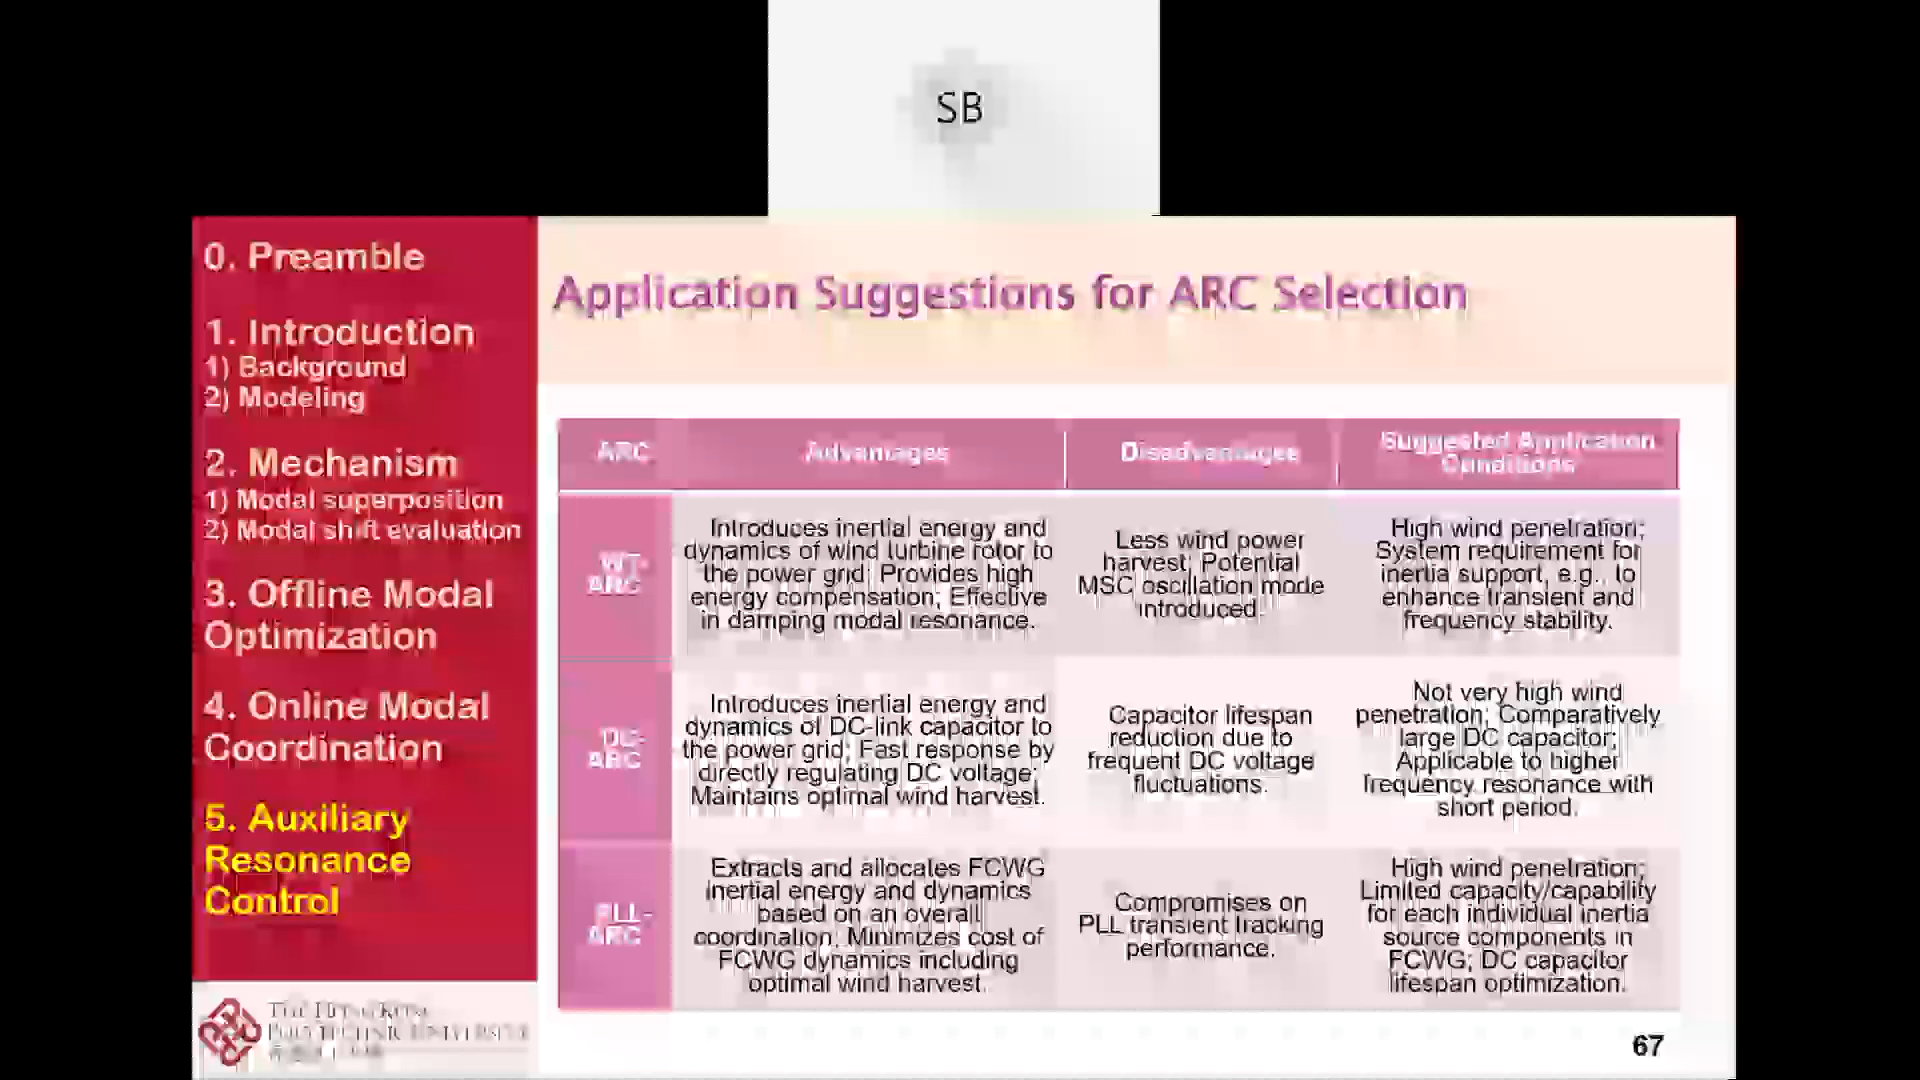 SB
0. Preamble
1. Introduction
1) Background
2) Modeling
2. Mechanism
1) Modal superposition
2) Modal shift evaluation
3. Offline Modal
Optimization
4. Online Modal
Coordination
5. Auxiliary
Resonance
Control
THE HONG KONG
POLYTECHNIC UNIVERSITY
Application Suggestions for ARC Selection
ARC
Advantages
Disadvantages
Suggested Application
Conditions
WT-
ARC
Introduces inertial energy and
dynamics of wind turbine rotor to
the power grid; Provides high
energy compensation; Effective
in damping modal resonance.
Less wind power
harvest; Potential
MSC oscillation mode
introduced.
High wind penetration;
System requirement for
inertia support, e.g., to
enhance transient and
frequency stability.
DC-
ARC
Introduces inertial energy and
dynamics of DC-link capacitor to
the power grid; Fast response by
directly regulating DC voltage;
Maintains optimal wind harvest.
Capacitor lifespan
reduction due to
frequent DC voltage
fluctuations.
Not very high wind
penetration; Comparatively
large DC capacitor;
Applicable to higher
frequency resonance with
short period.
PLL-
ARC
Extracts and allocates FCWG
inertial energy and dynamics
based on an overall
coordination; Minimizes cost of
FCWG dynamics including
optimal wind harvest.
Compromises on
PLL transient tracking
performance.
High wind penetration;
Limited capacity/capability
for each individual inertia
source components in
FCWG; DC capacitor
lifespan optimization.
67